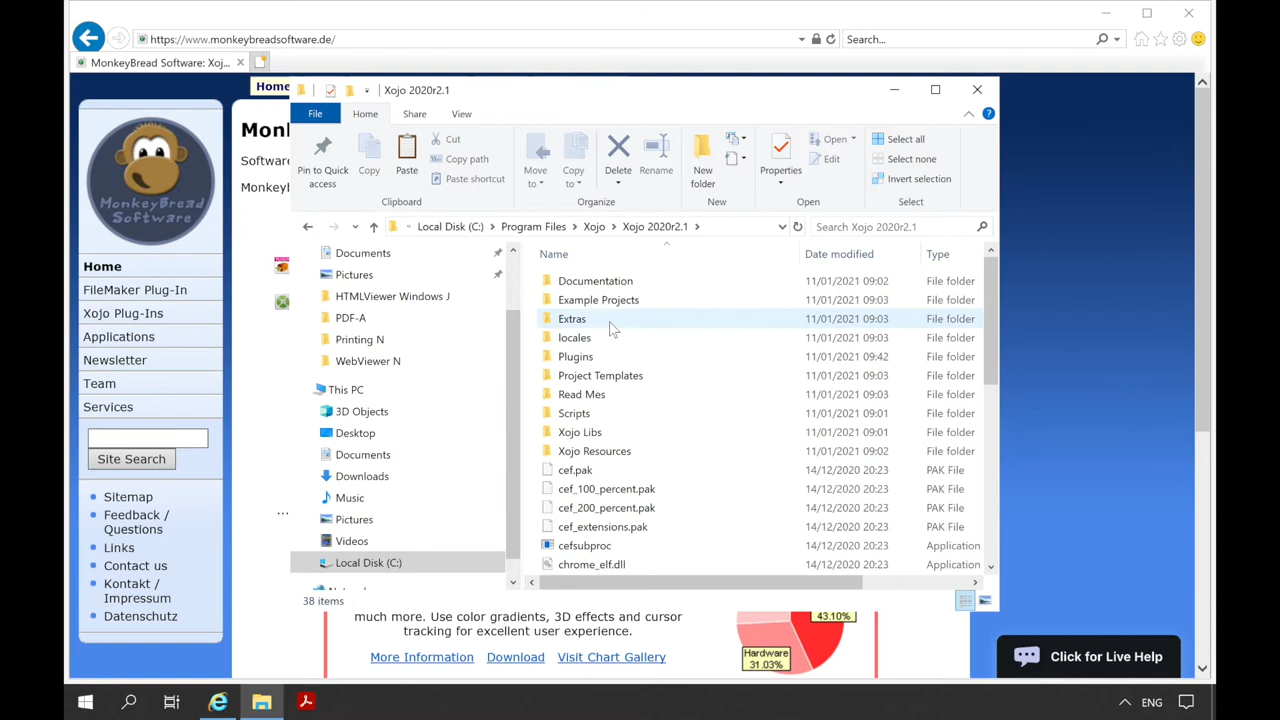 https://www.monkeybreadsoftware.de/
Search...
MonkeyBread Software: Xoj...
Home
Xojo 2020r2.1
File
Home
Share
View
Pin to Quick access
Copy
Paste
Cut
Copy path
Paste shortcut
Clipboard
Move to
Copy to
Delete
Rename
Organize
New folder
New
Properties
Open
Edit
Open
Select all
Select none
Invert selection
Select
Local Disk (C:) > Program Files > Xojo > Xojo 2020r2.1 >
Search Xojo 2020r2.1
MonkeyBread
Software
Home
FileMaker Plug-In
Xojo Plug-Ins
Applications
Newsletter
Team
Services
Site Search
Sitemap
Feedback /
Questions
Links
Contact us
Kontakt /
Impressum
Datenschutz
Monk
Software
Monkeyb
...
Documents
Pictures
HTMLViewer Windows J
PDF-A
Printing N
WebViewer N
This PC
3D Objects
Desktop
Documents
Downloads
Music
Pictures
Videos
Local Disk (C:)
Name Date modified Type
Documentation 11/01/2021 09:02 File folder
Example Projects 11/01/2021 09:03 File folder
Extras 11/01/2021 09:03 File folder
locales 11/01/2021 09:03 File folder
Plugins 11/01/2021 09:42 File folder
Project Templates 11/01/2021 09:03 File folder
Read Mes 11/01/2021 09:03 File folder
Scripts 11/01/2021 09:01 File folder
Xojo Libs 11/01/2021 09:01 File folder
Xojo Resources 11/01/2021 09:02 File folder
cef.pak 14/12/2020 20:23 PAK File
cef_100_percent.pak 14/12/2020 20:23 PAK File
cef_200_percent.pak 14/12/2020 20:23 PAK File
cef_extensions.pak 14/12/2020 20:23 PAK File
cefsubproc 14/12/2020 20:23 Application
chrome_elf.dll 14/12/2020 20:23 Application
38 items
much more. Use color gradients, 3D effects and cursor
tracking for excellent user experience.
More Information Download Visit Chart Gallery
43.10%
Hardware
31.03%
Click for Live Help
ENG